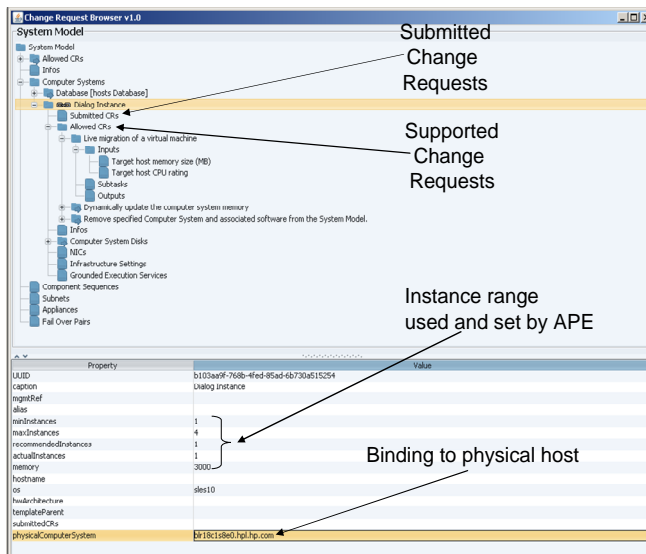 Change Request Browser v1.0
System Model
System Model
Allowed CRs
Infos
Computer Systems
Database [hosts Database]
Dialog Instance
Submitted CRs
Allowed CRs
Live migration of a virtual machine
Inputs
Target host memory size (MB)
Target host CPU rating
Subtasks
Outputs
Dynamically update the computer system memory
Remove specified Computer System and associated software from the System Model.
Infos
Computer System Disks
NICs
Infrastructure Settings
Grounded Execution Services
Component Sequences
Subnets
Appliances
Fail Over Pairs
Submitted
Change
Requests
Supported
Change
Requests
Instance range
used and set by APE
Property Value
UUID b103aa9f-768b-4fed-85ad-6b730a515254
caption Dialog Instance
mgmtRef
alias
minInstances 1
maxInstances 4
recommendedInstances 1
actualInstances 1
memory 3000
hostname
os sles10
hwArchitecture
templateParent
submittedCRs
physicalComputerSystem blr18c1s8e0.hpl.hp.com
Binding to physical host